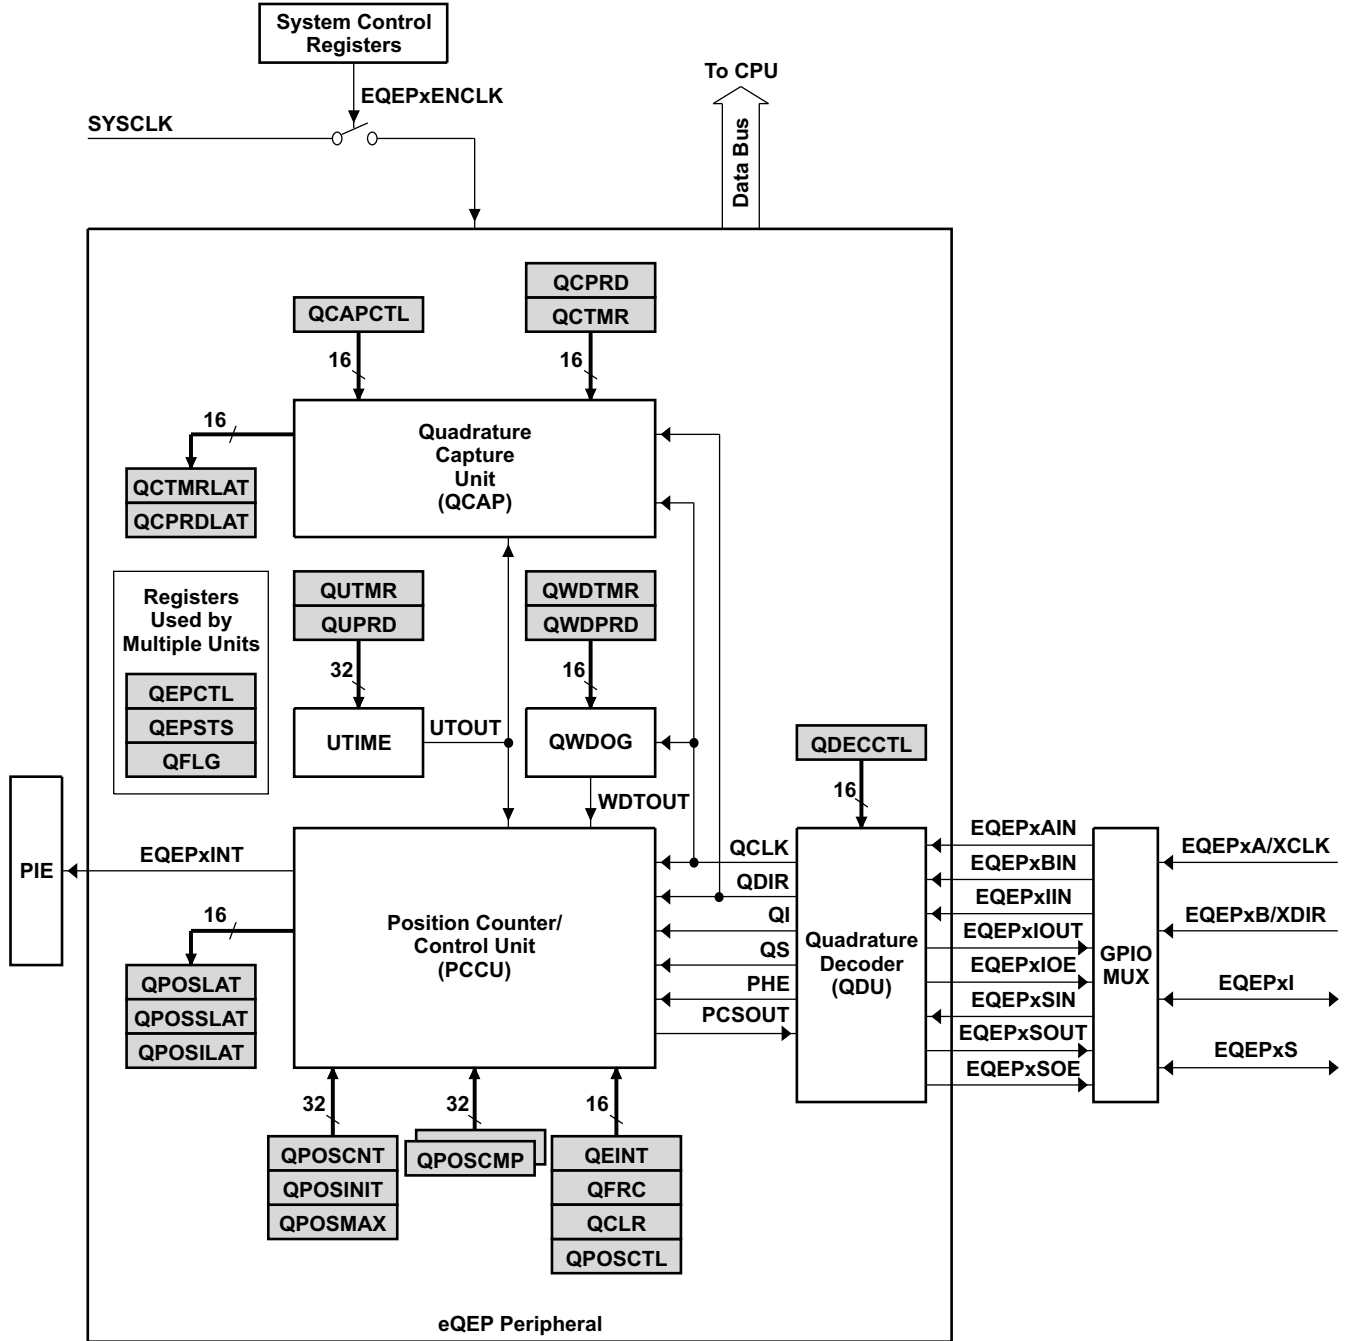 System Control
Registers
To CPU
EQEPxENCLK
SYSCLK
Data Bus
QCPRD
QCAPCTL
QCTMR
16
16
16
Quadrature
Capture
Unit
(QCAP)
QCTMRLAT
QCPRDLAT
Registers
Used by
Multiple Units
QEPCTL
QEPSTS
QFLG
QUTMR
QUPRD
32
UTIME
UTOUT
QWDTMR
QWDPRD
16
QWDOG
WDTOUT
QDECCTL
16
PIE
EQEPxINT
16
QPOSLAT
QPOSSLAT
QPOSILAT
Position Counter/
Control Unit
(PCCU)
QCLK
QDIR
QI
QS
PHE
PCSOUT
Quadrature
Decoder
(QDU)
EQEPxAIN
EQEPxBIN
EQEPxIIN
EQEPxIOUT
EQEPxIOE
EQEPxSIN
EQEPxSOUT
EQEPxSOE
GPIO
MUX
EQEPxA/XCLK
EQEPxB/XDIR
EQEPxI
EQEPxS
32
32
16
QPOSCNT
QPOSINIT
QPOSMAX
QPOSCMP
QEINT
QFRC
QCLR
QPOSCTL
eQEP Peripheral